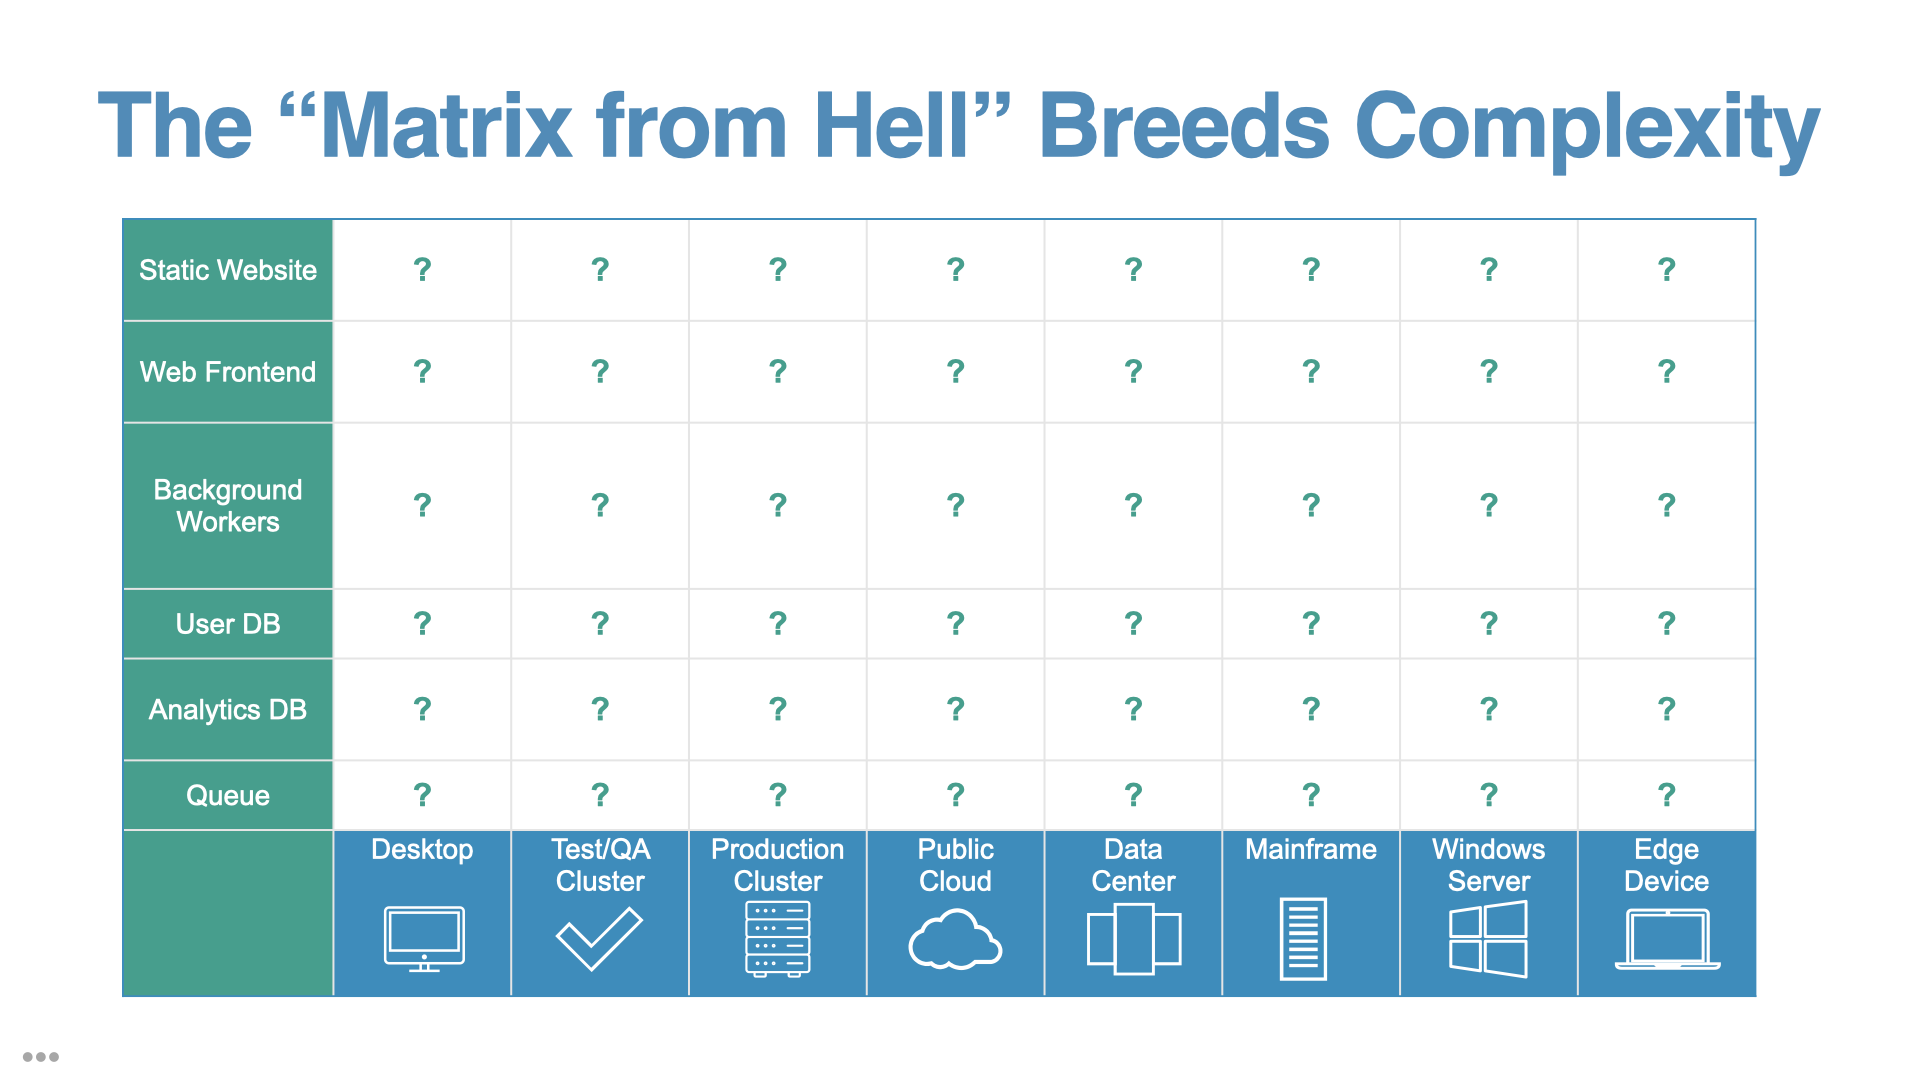 The “Matrix from Hell” Breeds Complexity
Static Website ? ? ? ? ? ? ? ?
Web Frontend ? ? ? ? ? ? ? ?
Background
Workers ? ? ? ? ? ? ? ?
User DB ? ? ? ? ? ? ? ?
Analytics DB ? ? ? ? ? ? ? ?
Queue ? ? ? ? ? ? ? ?
Desktop
Test/QA
Cluster
Production
Cluster
Public
Cloud
Data
Center
Mainframe
Windows
Server
Edge
Device